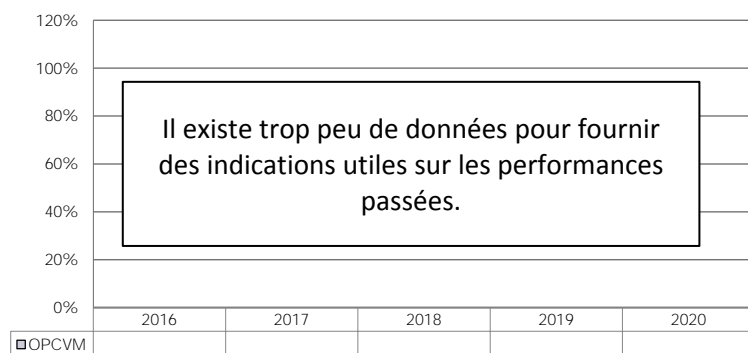 120%
100%
80%
60%
40%
20%
0%
Il existe trop peu de données pour fournir
des indications utiles sur les performances
passées.
2016 2017 2018 2019 2020
OPCVM